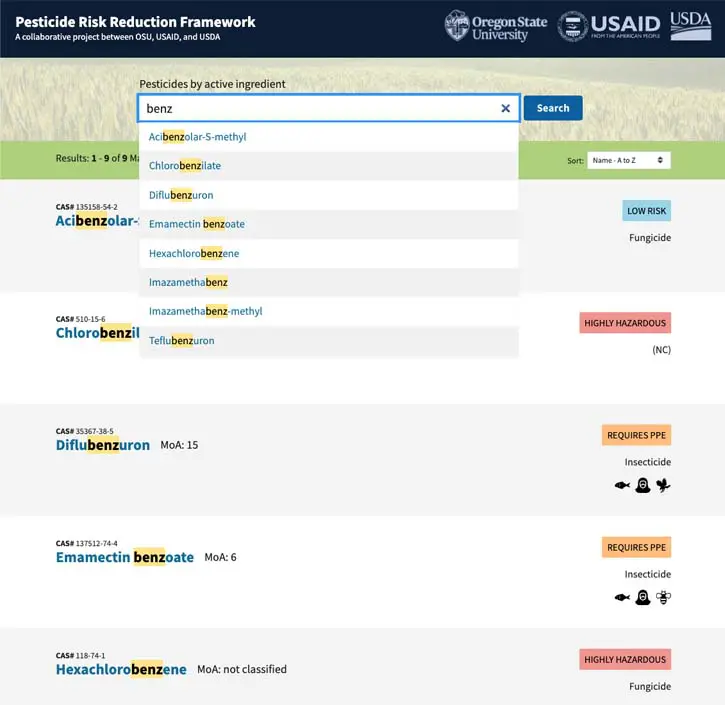 Pesticide Risk Reduction Framework
A collaborative project between OSU, USAID, and USDA
Oregon State
University
USAID
FROM THE AMERICAN PEOPLE
USDA
Pesticides by active ingredient
benz
Search
Acibenzolar-S-methyl
Chlorobenzilate
Diflubenzuron
Emamectin benzoate
Hexachlorobenzene
Imazamethabenz
Imazamethabenz-methyl
Teflubenzuron
Results: 1 - 9 of 9
Sort: Name - A to Z
CAS# 135158-54-2
Acibenzolar-
LOW RISK
Fungicide
CAS# 510-15-6
Chlorobenzil
HIGHLY HAZARDOUS
(NC)
CAS# 35367-38-5
Diflubenzuron MoA: 15
REQUIRES PPE
Insecticide
CAS# 137512-74-4
Emamectin benzoate MoA: 6
REQUIRES PPE
Insecticide
CAS# 118-74-1
Hexachlorobenzene MoA: not classified
HIGHLY HAZARDOUS
Fungicide